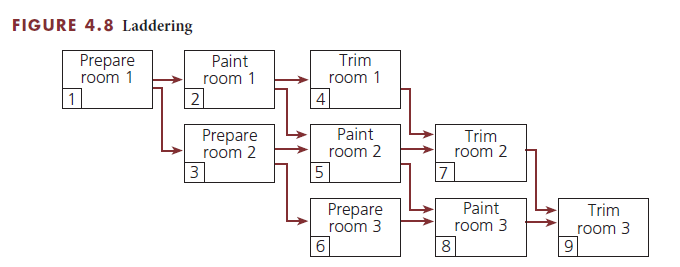 FIGURE 4.8 Laddering
Prepare
room 1
1
Paint
room 1
2
Trim
room 1
4
Prepare
room 2
3
Paint
room 2
5
Trim
room 2
7
Prepare
room 3
6
Paint
room 3
8
Trim
room 3
9